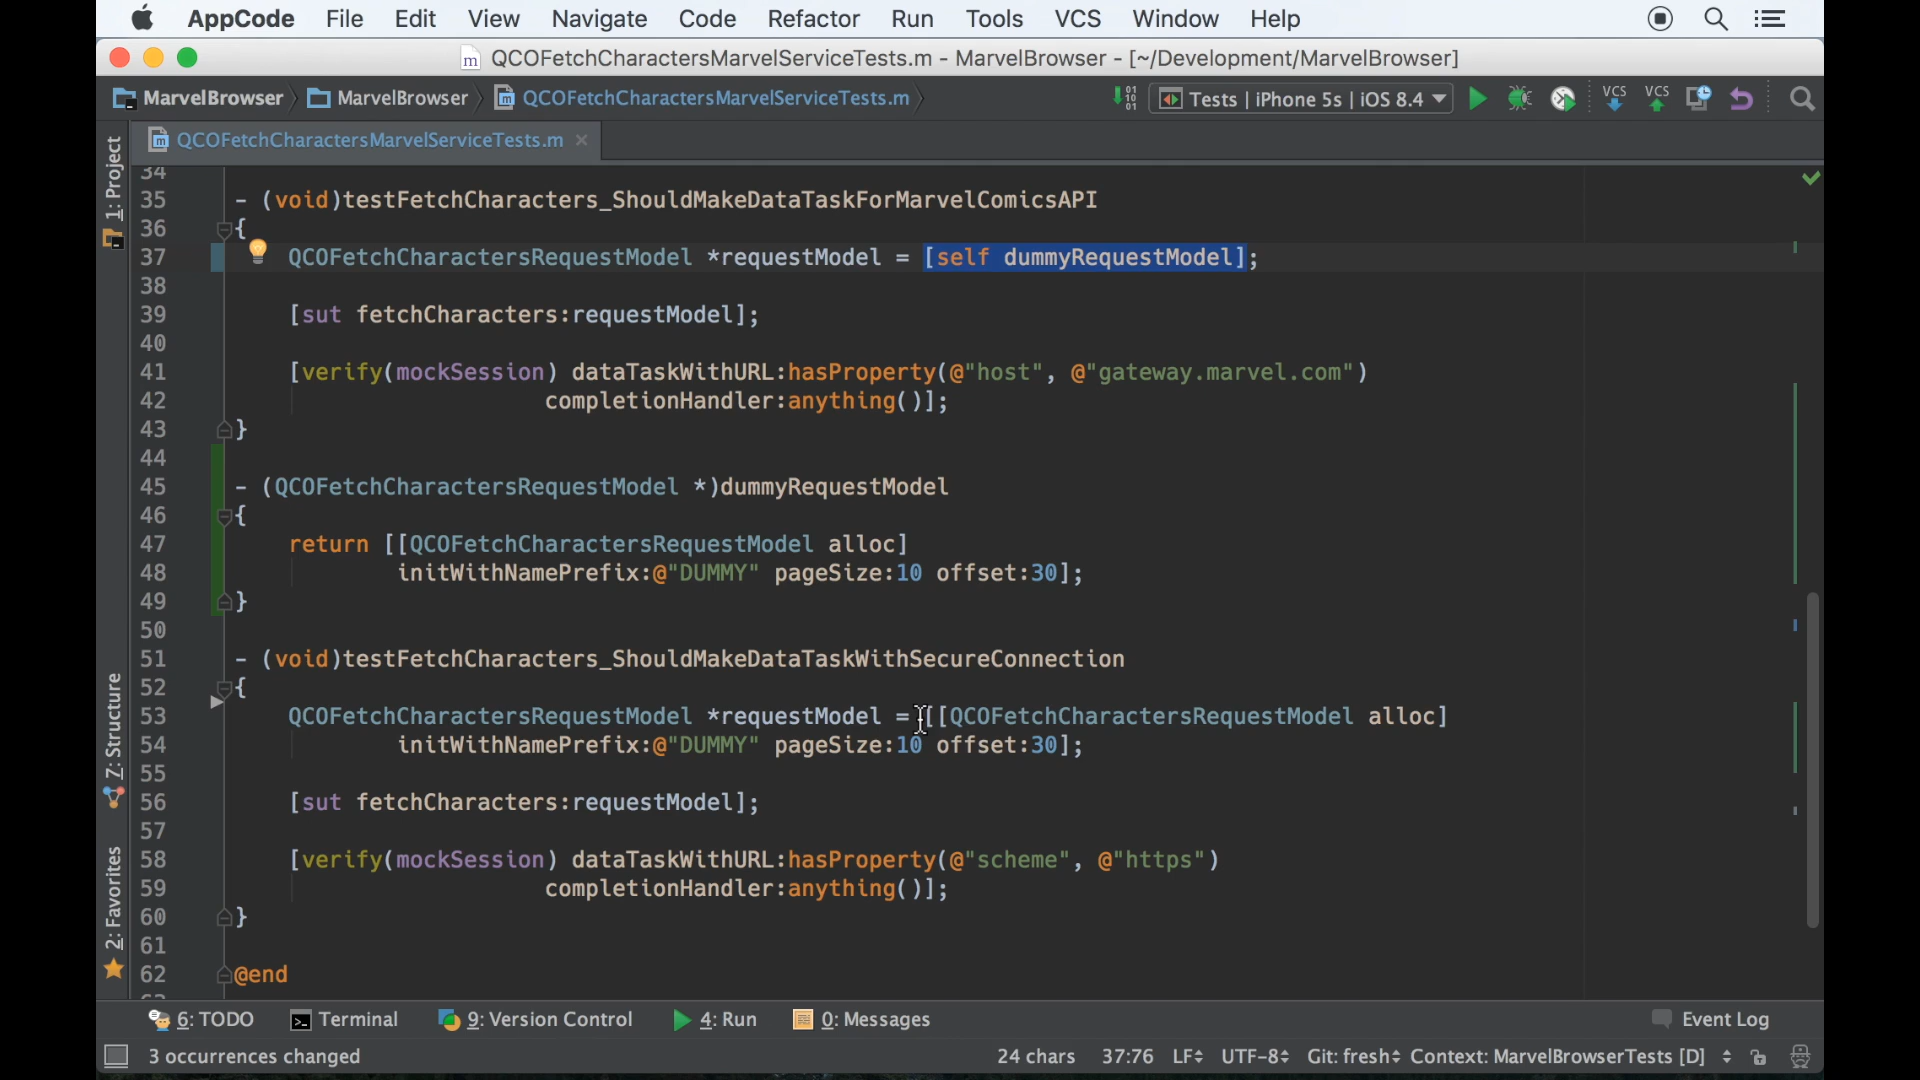 AppCode File Edit View Navigate Code Refactor Run Tools VCS Window Help
QCOFetchCharactersMarvelServiceTests.m - MarvelBrowser - [~/Development/MarvelBrowser]
MarvelBrowser MarvelBrowser QCOFetchCharactersMarvelServiceTests.m Tests | iPhone 5s | iOS 8.4 VCS VCS
QCOFetchCharactersMarvelServiceTests.m
1: Project
7: Structure
2: Favorites
34
35 - (void)testFetchCharacters_ShouldMakeDataTaskForMarvelComicsAPI
36 {
37 QCOFetchCharactersRequestModel *requestModel = [self dummyRequestModel];
38
39 [sut fetchCharacters:requestModel];
40
41 [verify(mockSession) dataTaskWithURL:hasProperty(@"host", @"gateway.marvel.com")
42 completionHandler:anything()];
43 }
44
45 - (QCOFetchCharactersRequestModel *)dummyRequestModel
46 {
47 return [[QCOFetchCharactersRequestModel alloc]
48 initWithNamePrefix:@"DUMMY" pageSize:10 offset:30];
49 }
50
51 - (void)testFetchCharacters_ShouldMakeDataTaskWithSecureConnection
52 {
53 QCOFetchCharactersRequestModel *requestModel = [[QCOFetchCharactersRequestModel alloc]
54 initWithNamePrefix:@"DUMMY" pageSize:10 offset:30];
55
56 [sut fetchCharacters:requestModel];
57
58 [verify(mockSession) dataTaskWithURL:hasProperty(@"scheme", @"https")
59 completionHandler:anything()];
60 }
61
62 @end
6: TODO Terminal 9: Version Control 4: Run 0: Messages Event Log
3 occurrences changed 24 chars 37:76 LF UTF-8 Git: fresh Context: MarvelBrowserTests [D]